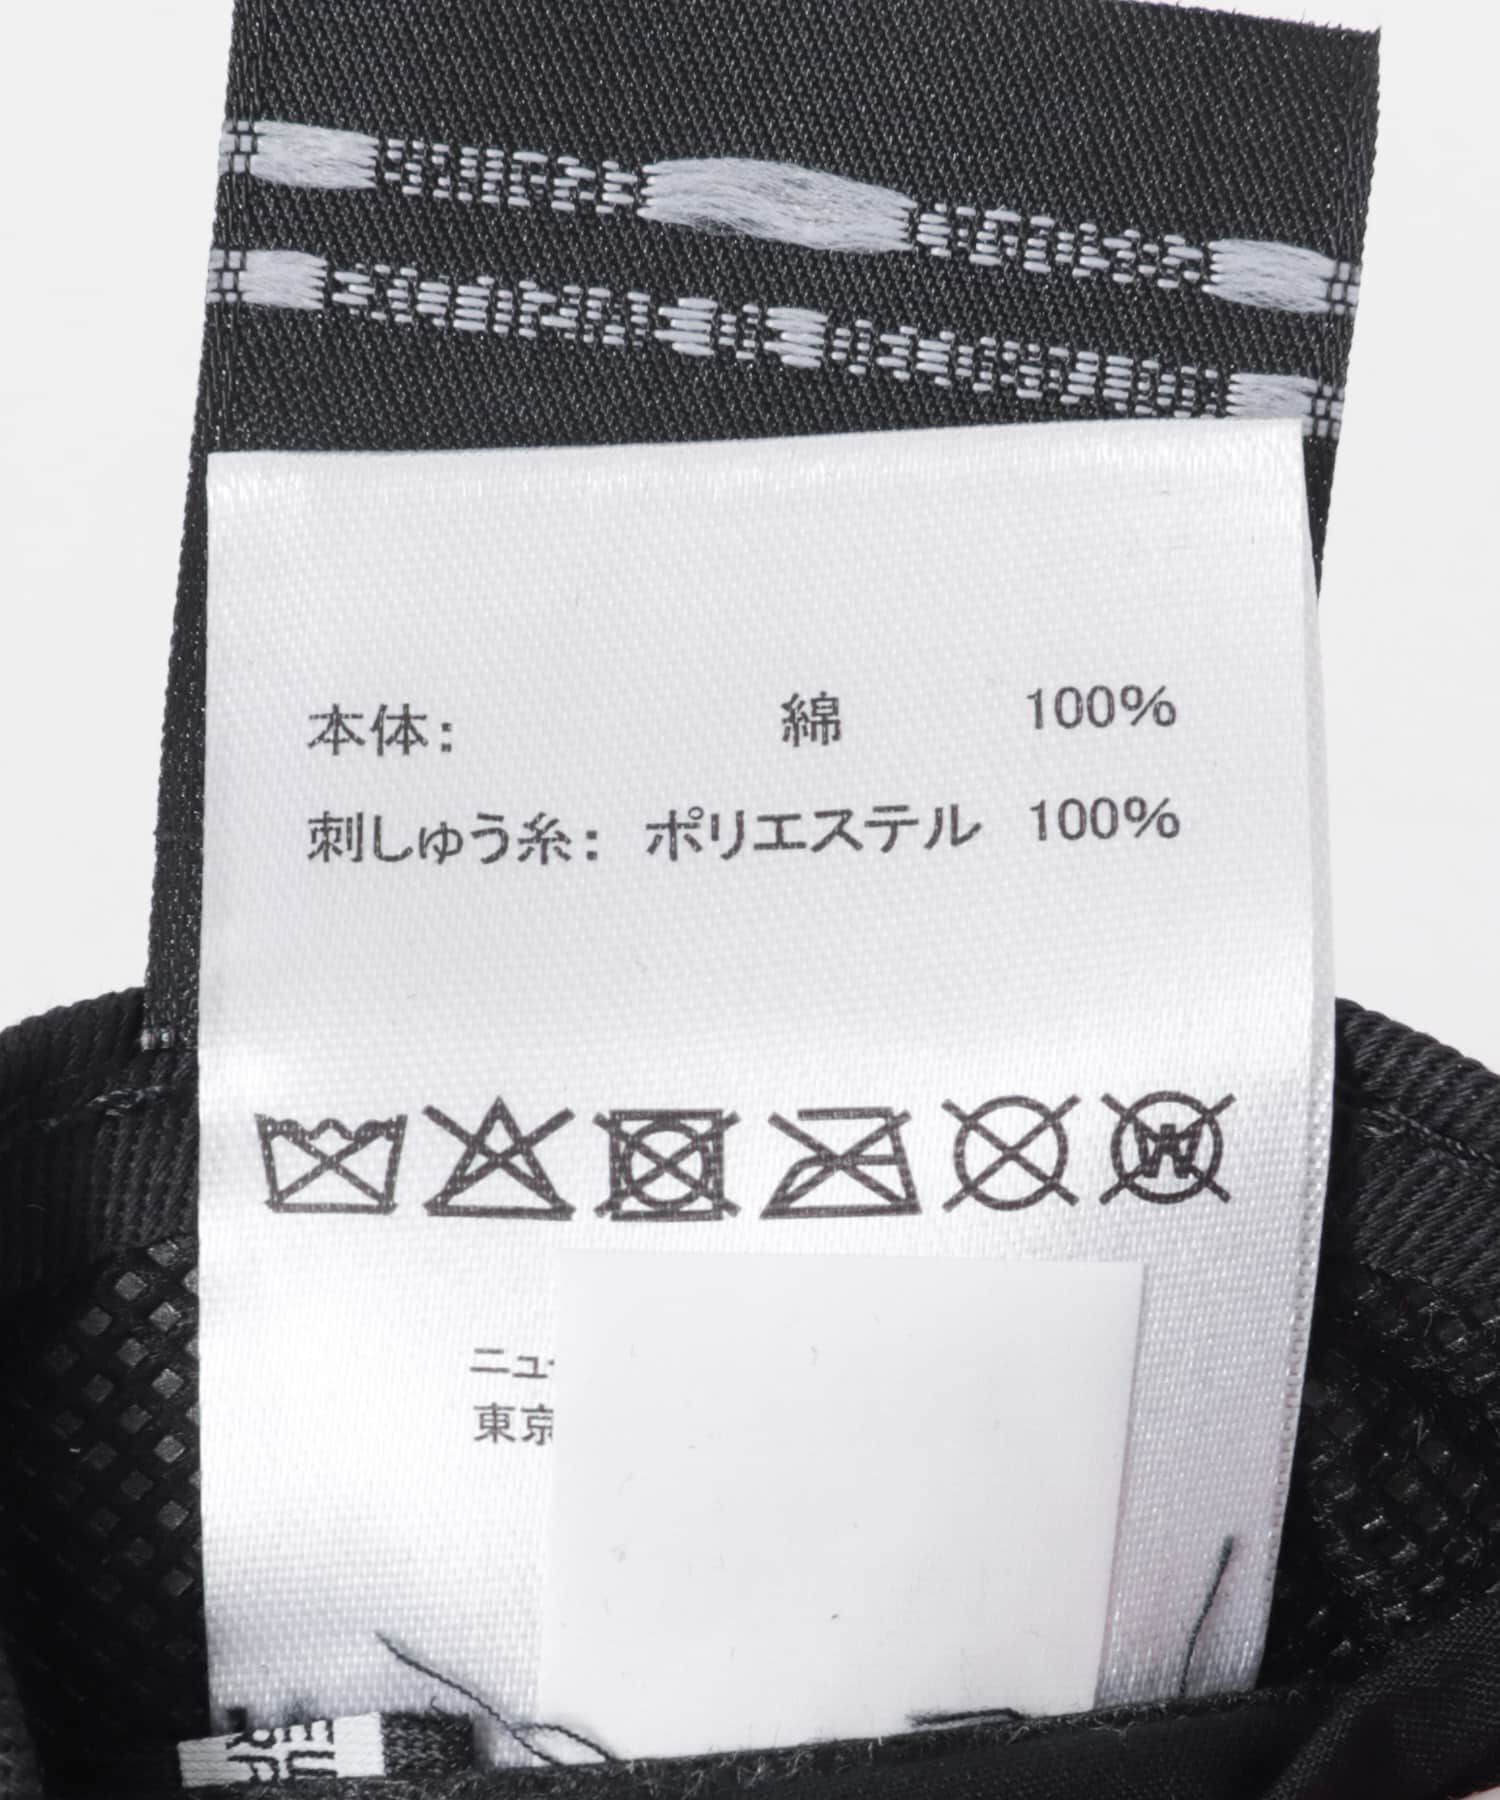 本体: 綿 100%
刺しゅう糸: ポリエステル 100%
ニュー
東京